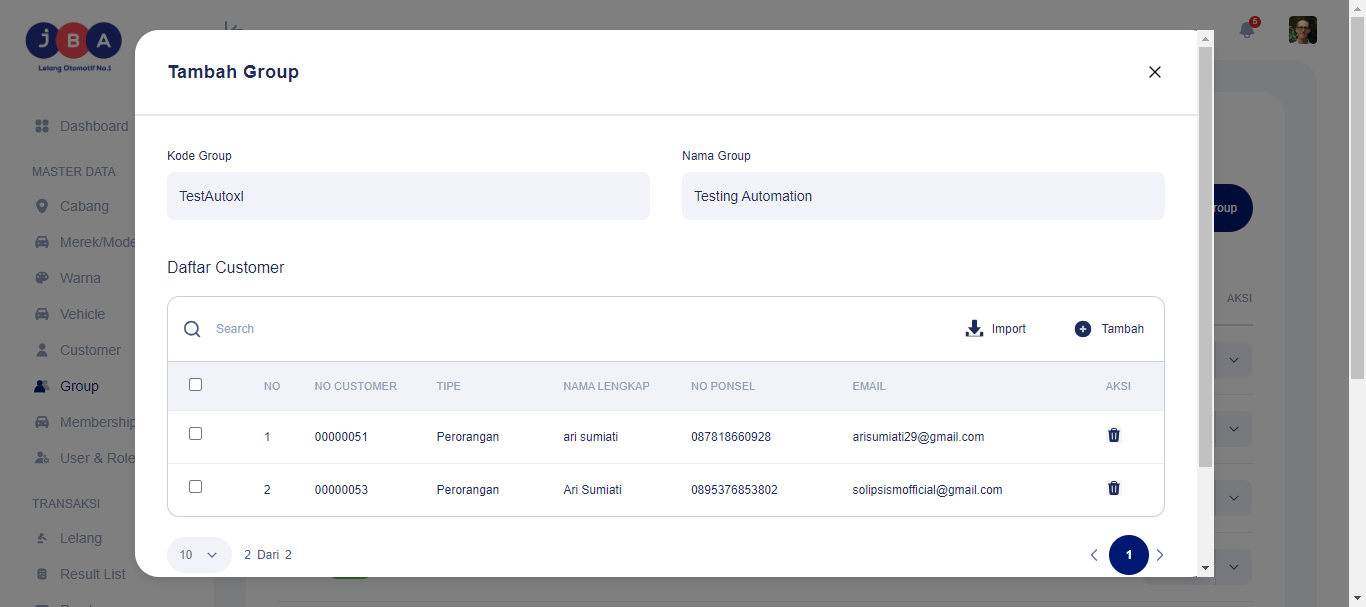 JBA
Lelang Otomotif No.1
5
Dashboard
MASTER DATA
Cabang
Merek/Mode
Warna
Vehicle
Customer
Group
Membership
User & Role
TRANSAKSI
Lelang
Result List
roup
AKSI
Tambah Group
Kode Group
Nama Group
TestAutoxl
Testing Automation
Daftar Customer
Search
Import
Tambah
NO NO CUSTOMER TIPE NAMA LENGKAP NO PONSEL EMAIL AKSI
1 00000051 Perorangan ari sumiati 087818660928 arisumiati29@gmail.com
2 00000053 Perorangan Ari Sumiati 0895376853802 solipsismofficial@gmail.com
10 2 Dari 2 1